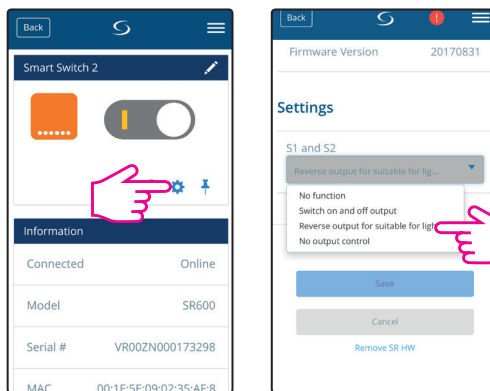 Back
Smart Switch 2
Information
Connected Online
Model SR600
Serial # VR00ZN000173298
MAC 00:1E:5E:09:02:35:AF:8
Back
Firmware Version 20170831
Settings
S1 and S2
Reverse output for suitable for lig...
No function
Switch on and off output
Reverse output for suitable for ligh
No output control
Save
Cancel
Remove SR HW